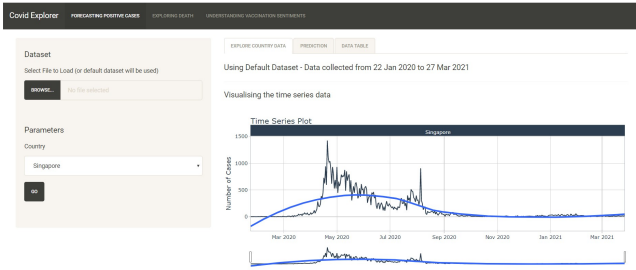 Covid Explorer FORECASTING POSITIVE CASES EXPLORING DEATH UNDERSTANDING VACCINATION SENTIMENTS
Dataset
Select File to Load (or default dataset will be used)
BROWSE... No file selected
Parameters
Country
Singapore
GO
EXPLORE COUNTRY DATA PREDICTION DATA TABLE
Using Default Dataset - Data collected from 22 Jan 2020 to 27 Mar 2021
Visualising the time series data
Time Series Plot
Singapore
Number of Cases
1500
1000
500
0
Mar 2020 May 2020 Jul 2020 Sep 2020 Nov 2020 Jan 2021 Mar 2021